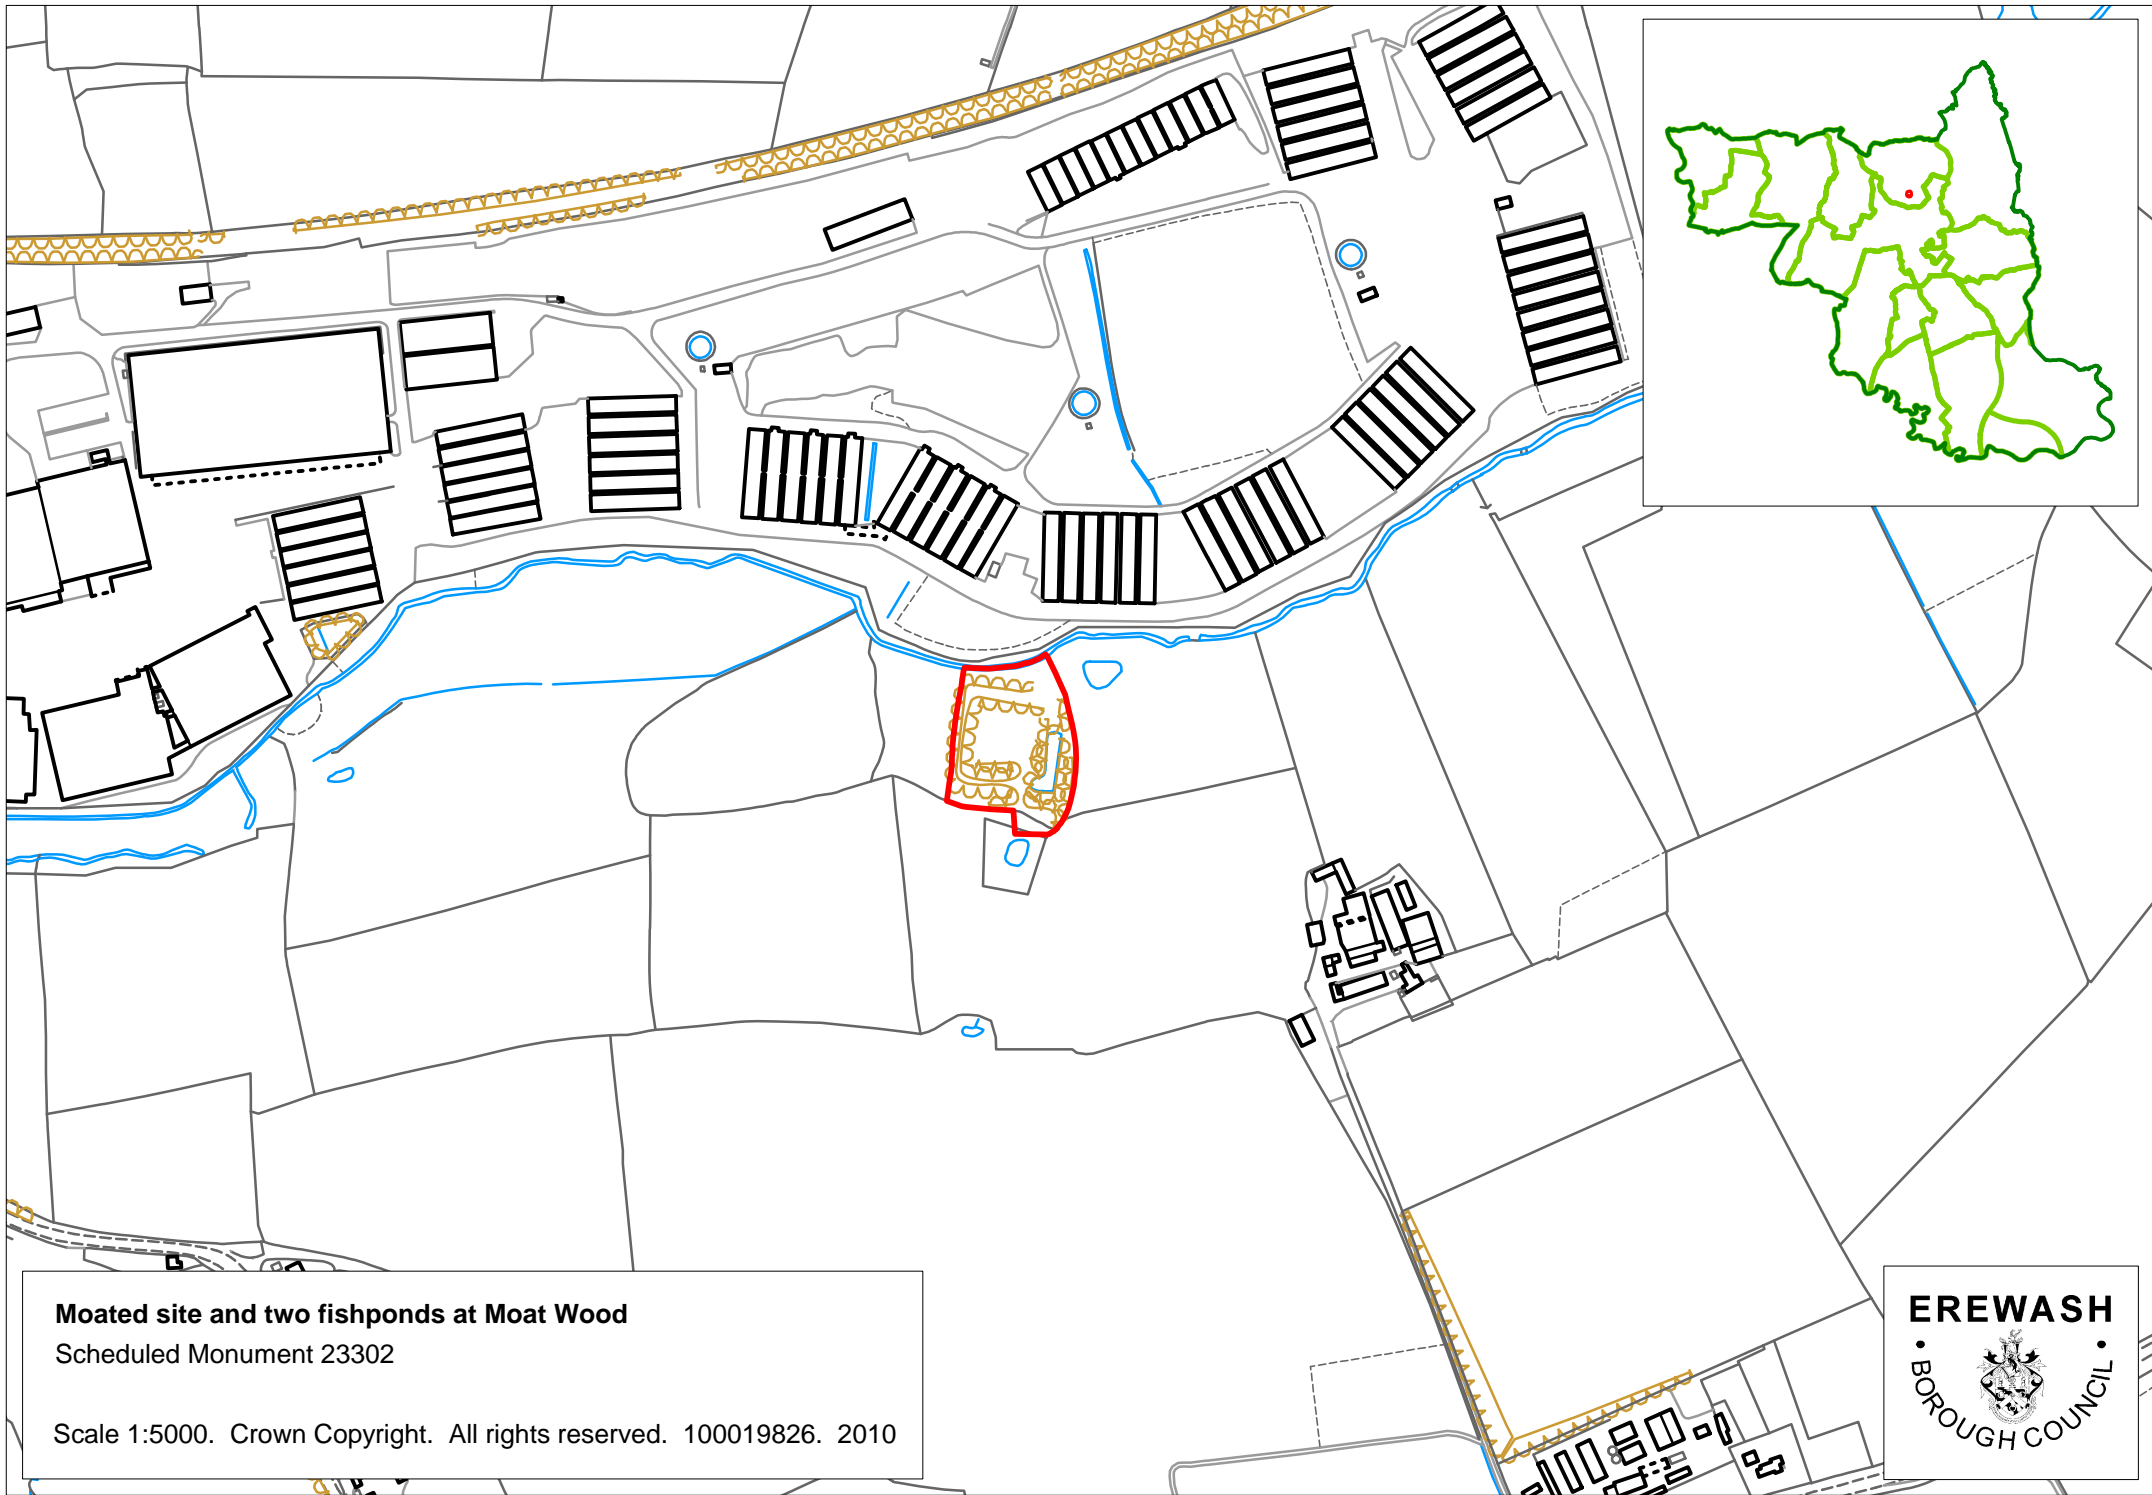 Moated site and two fishponds at Moat Wood
Scheduled Monument 23302
Scale 1:5000. Crown Copyright. All rights reserved. 100019826. 2010
EREWASH
• BOROUGH COUNCIL •